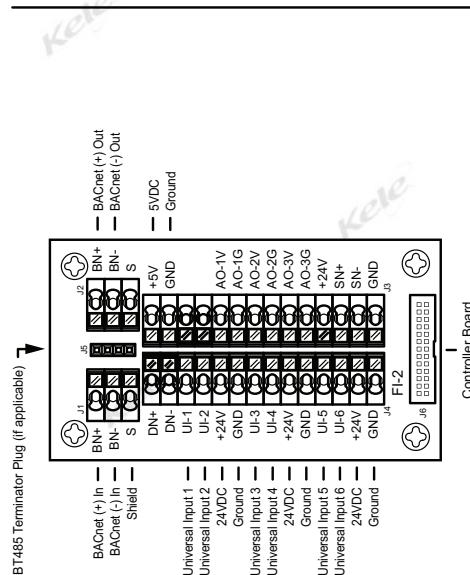 Kele
BT485 Terminator Plug (if applicable)
BACnet (+) In
BACnet (-) In
Shield
Universal Input 1
Universal Input 2
24VDC
Ground
Universal Input 3
Universal Input 4
24VDC
Ground
Universal Input 5
Universal Input 6
24VDC
Ground
J1
BN+
BN-
S
DN+
DN-
UI-1
UI-2
+24V
GND
UI-3
UI-4
+24V
GND
UI-5
UI-6
+24V
GND
J4
J5
J2
BN+
BN-
S
+5V
GND
AO-1V
AO-1G
AO-2V
AO-2G
AO-3V
AO-3G
+24V
SN+
SN-
GND
J3
FI-2
J6
BACnet (+) Out
BACnet (-) Out
5VDC
Ground
Kele
Controller Board